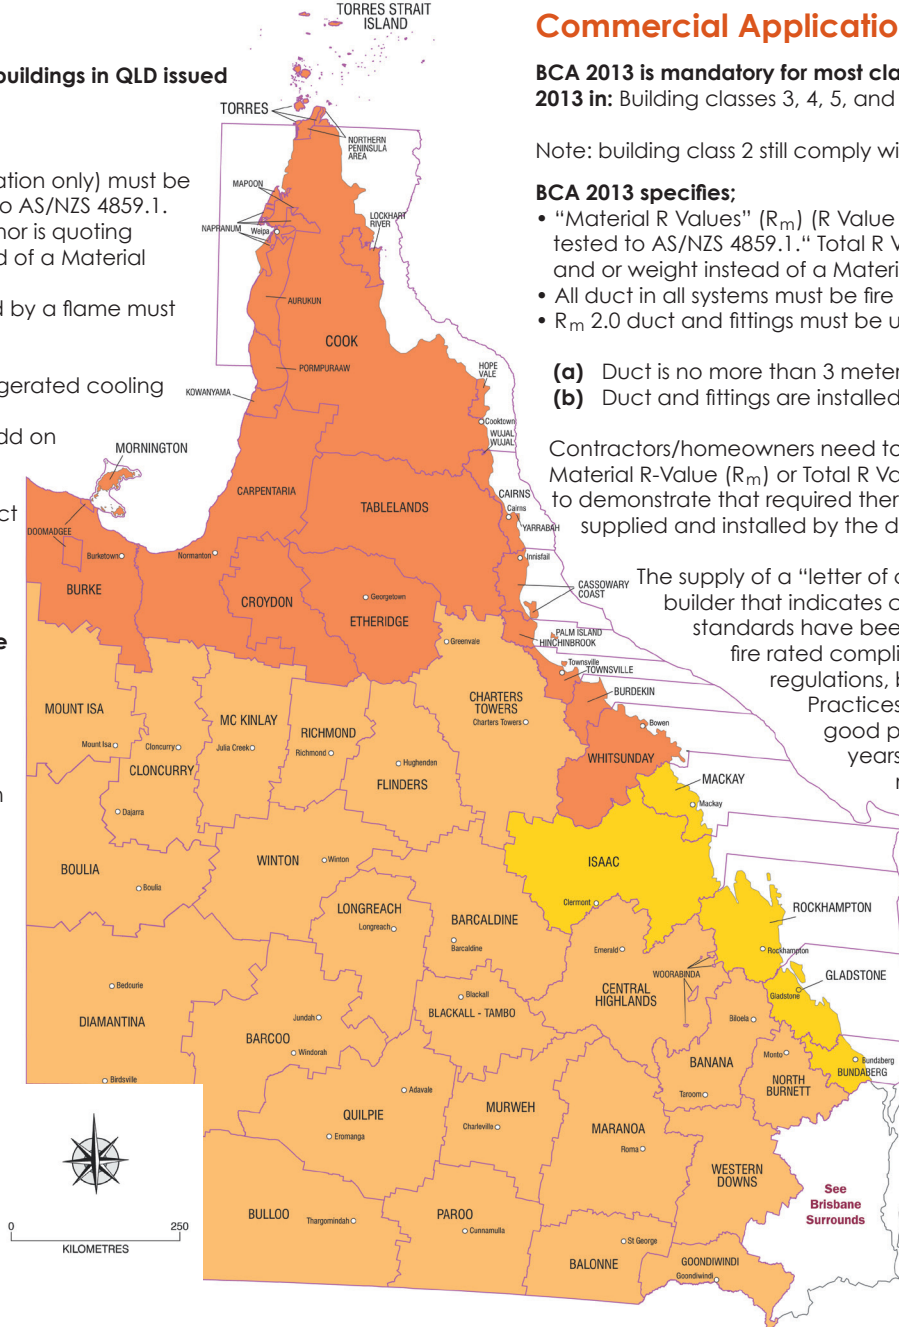 buildings in QLD issued
ation only) must be
o AS/NZS 4859.1.
nor is quoting
d of a Material
d by a flame must
gerated cooling
dd on
ct
e
n
Commercial Applicatio
BCA 2013 is mandatory for most cla
2013 in: Building classes 3, 4, 5, and
Note: building class 2 still comply wi
BCA 2013 specifies;
• “Material R Values” (Rm) (R Value
tested to AS/NZS 4859.1.“ Total R V
and or weight instead of a Materi
• All duct in all systems must be fire
• Rm 2.0 duct and fittings must be u
(a) Duct is no more than 3 meter
(b) Duct and fittings are installed
Contractors/homeowners need to
Material R-Value (Rm) or Total R Va
to demonstrate that required ther
supplied and installed by the d
The supply of a “letter of c
builder that indicates c
standards have been
fire rated compli
regulations, b
Practices
good p
years
TORRES STRAIT
ISLAND
TORRES
NORTHERN
PENINSULA
AREA
MAPOON
NAPRANUM
Weipa
LOCKHART
RIVER
AURUKUN
COOK
PORMPURAAW
KOWANYAMA
HOPE
VALE
Cooktown
WUJAL
WUJAL
MORNINGTON
CARPENTARIA
TABLELANDS
CAIRNS
Cairns
YARRABAH
DOOMADGEE
Burketown
Normanton
Innisfail
BURKE
CROYDON
Georgetown
ETHERIDGE
CASSOWARY
COAST
Greenvale
PALM ISLAND
HINCHINBROOK
Townsville
TOWNSVILLE
BURDEKIN
MOUNT ISA
MC KINLAY
RICHMOND
CHARTERS
TOWERS
Charters Towers
Bowen
Mount Isa
Cloncurry
Julia Creek
Richmond
WHITSUNDAY
CLONCURRY
Hughenden
FLINDERS
MACKAY
Mackay
Dajarra
BOULIA
Boulia
WINTON
Winton
ISAAC
Clermont
LONGREACH
Longreach
BARCALDINE
Barcaldine
ROCKHAMPTON
Rockhampton
Emerald
WOORABINDA
CENTRAL
HIGHLANDS
GLADSTONE
Gladstone
Bedourie
DIAMANTINA
Blackall
BLACKALL - TAMBO
Jundah
BARCOO
Windorah
Biloela
BANANA
Monto
Bundaberg
BUNDABERG
Birdsville
NORTH
BURNETT
Taroom
Adavale
QUILPIE
Eromanga
MURWEH
Charleville
MARANOA
Roma
WESTERN
DOWNS
See
Brisbane
Surrounds
BULLOO
Thargomindah
PAROO
Cunnamulla
St George
BALONNE
GOONDIWINDI
Goondiwindi
0 250
KILOMETRES